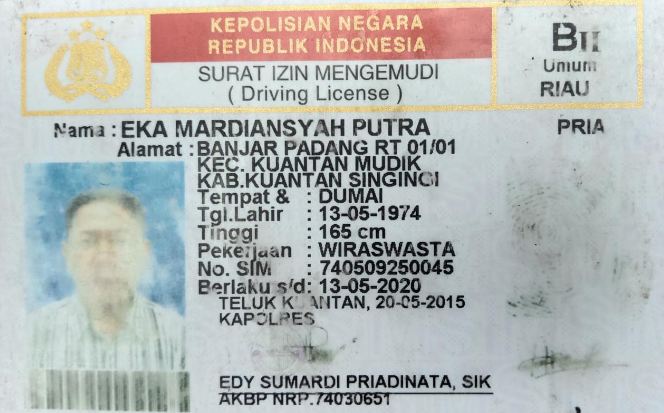 KEPOLISIAN NEGARA
REPUBLIK INDONESIA
SURAT IZIN MENGEMUDI
( Driving License )
BII
Umum
RIAU
Nama : EKA MARDIANSYAH PUTRA
PRIA
Alamat : BANJAR PADANG RT 01/01
KEC. KUANTAN MUDIK
KAB.KUANTAN SINGINGI
Tempat & : DUMAI
Tgl.Lahir : 13-05-1974
Tinggi : 165 cm
Pekerjaan : WIRASWASTA
No. SIM : 740509250045
Berlaku s/d: 13-05-2020
TELUK KUANTAN, 20-05-2015
KAPOLRES
EDY SUMARDI PRIADINATA, SIK
AKBP NRP.74030651